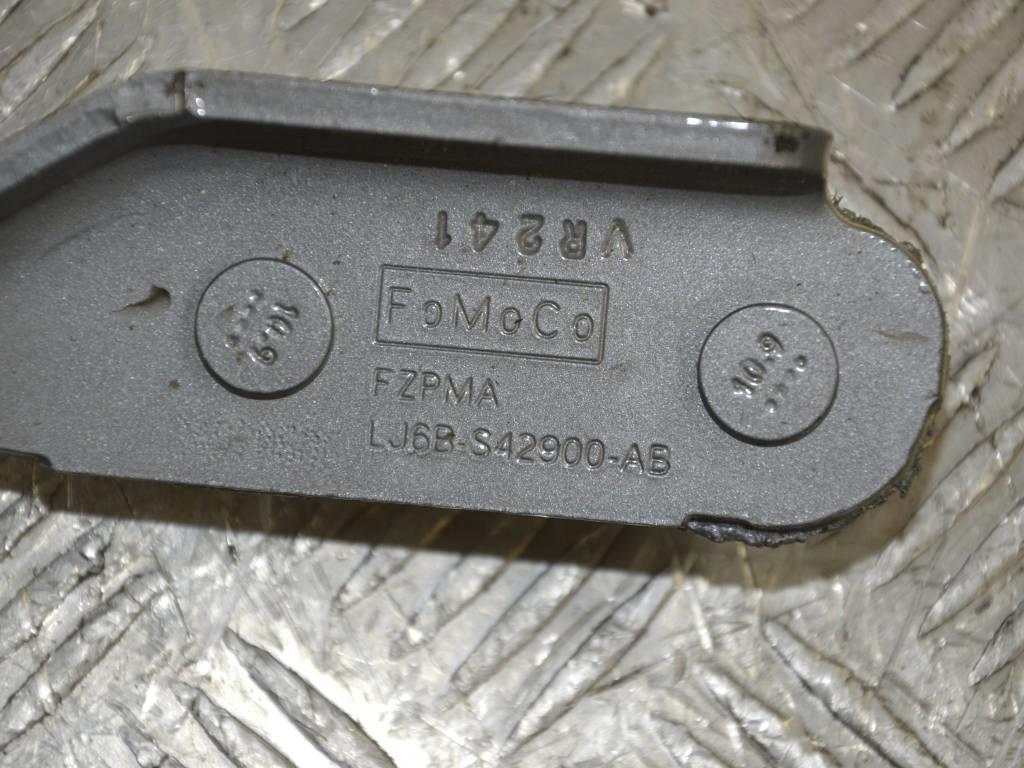 VR241
FoMoCo
10.9
10.9
FZPMA
LJ6B-S42900-AB